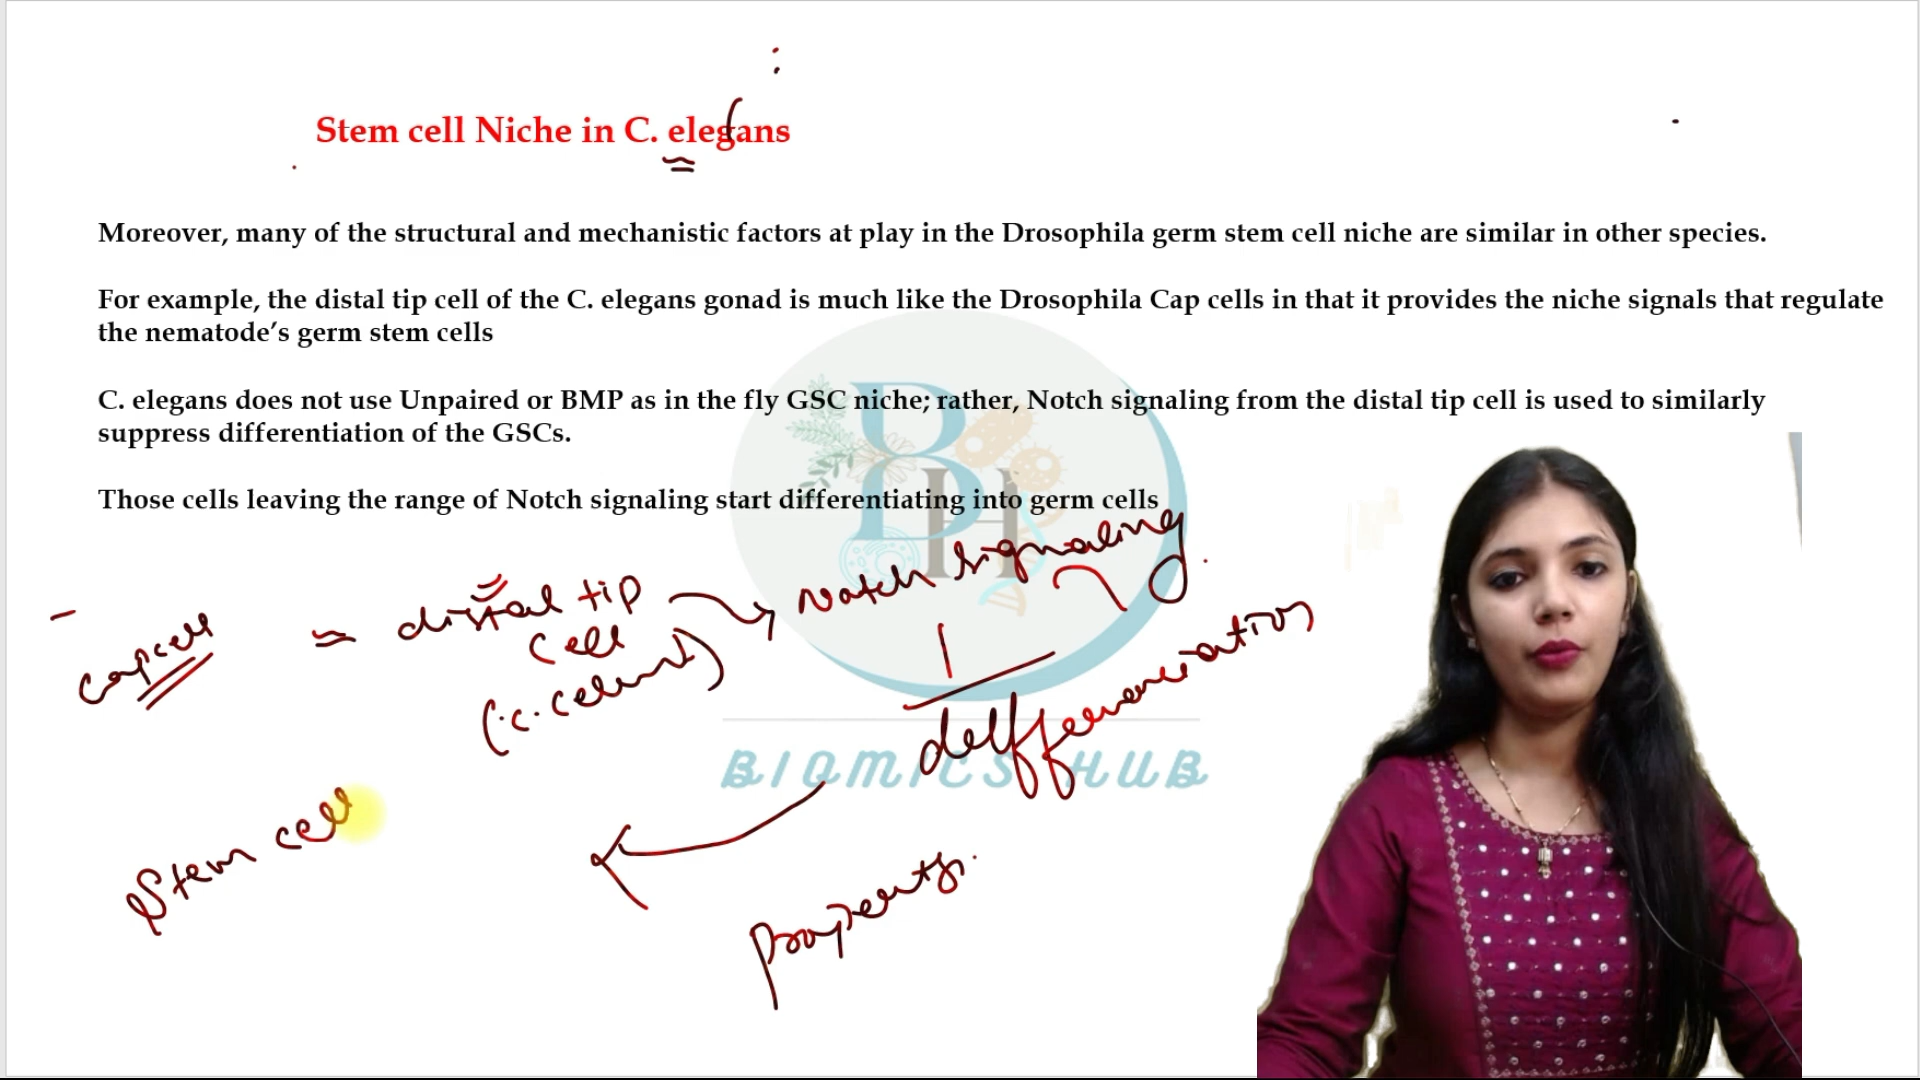 Stem cell Niche in C. elegans
Moreover, many of the structural and mechanistic factors at play in the Drosophila germ stem cell niche are similar in other species.
For example, the distal tip cell of the C. elegans gonad is much like the Drosophila Cap cells in that it provides the niche signals that regulate
the nematode’s germ stem cells
C. elegans does not use Unpaired or BMP as in the fly GSC niche; rather, Notch signaling from the distal tip cell is used to similarly
suppress differentiation of the GSCs.
Those cells leaving the range of Notch signaling start differentiating into germ cells
BH
cap cell = distal tip
cell
Notch signaling
BIOMICS HUB
Stem cell